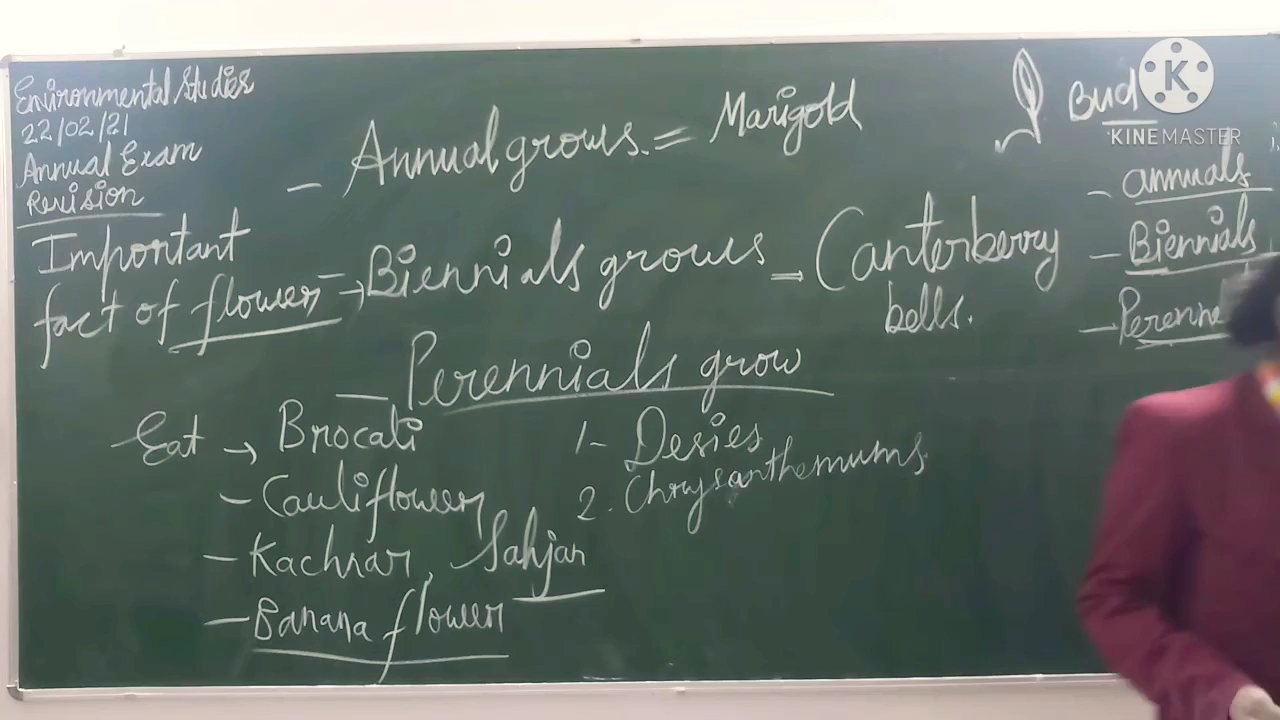 Environmental Studies
22/02/21
Annual Exam
Revision
Important
fact of flower
- Annual grows. = Marigold
→ Biennials grows = Canterberry
bells.
- Perennials grow
1- Desies
2. Chrysanthemums.
Eat → Brocali
- Cauliflower
- Kachnar, Sahjan
- Banana flower
Bud
- annuals
- Biennials
- Perenne
KINEMASTER